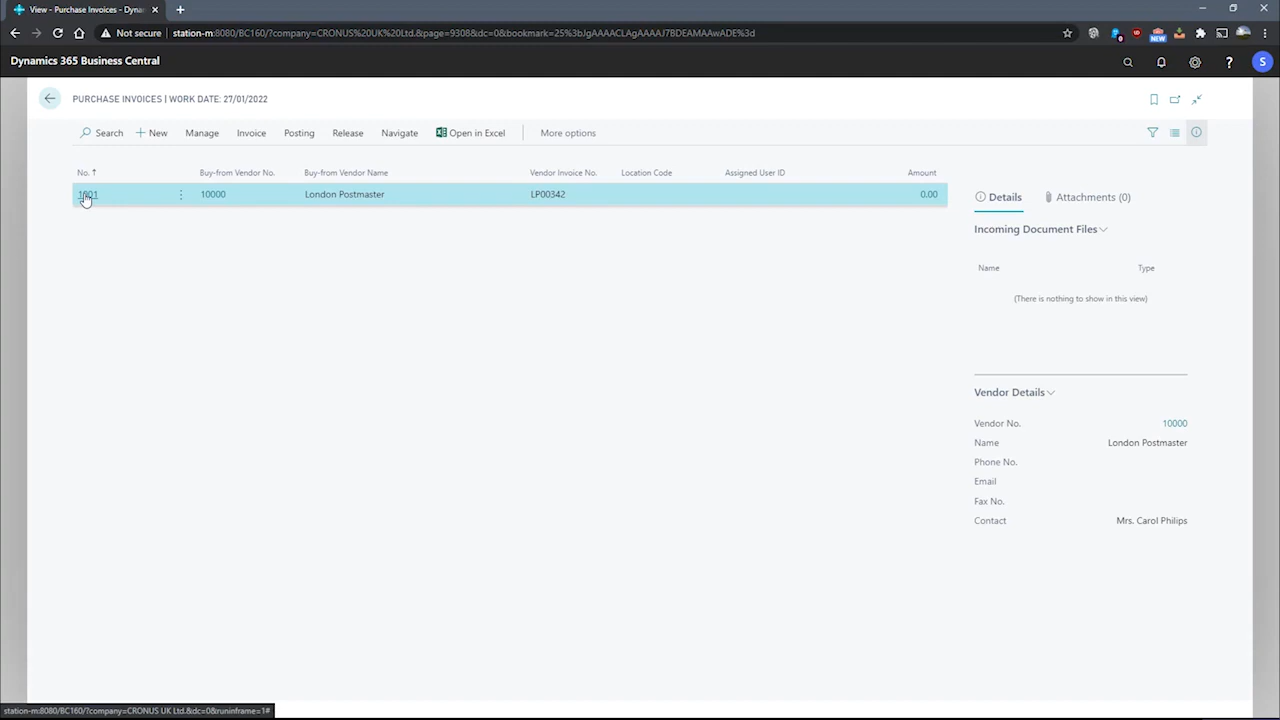 View - Purchase Invoices - Dyna
Not secure station-m:8080/BC160/?company=CRONUS%20UK%20Ltd.&page=9308&dc=0&bookmark=25%3bJgAAAACLAgAAAAJ7BDEAMAAwADE%3d
NEW
Dynamics 365 Business Central
S
PURCHASE INVOICES | WORK DATE: 27/01/2022
Search New Manage Invoice Posting Release Navigate Open in Excel More options
No. ↑ Buy-from Vendor No. Buy-from Vendor Name Vendor Invoice No. Location Code Assigned User ID Amount
1001 10000 London Postmaster LP00342 0.00
Details Attachments (0)
Incoming Document Files
Name Type
(There is nothing to show in this view)
Vendor Details
Vendor No. 10000
Name London Postmaster
Phone No.
Email
Fax No.
Contact Mrs. Carol Philips
station-m:8080/BC160/?company=CRONUS UK Ltd.&dc=0&runinframe=1#